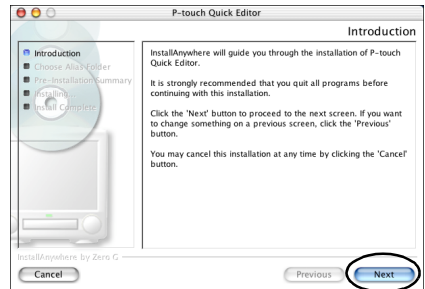 P-touch Quick Editor
Introduction
Introduction
Choose Alias Folder
Pre-Installation Summary
Installing...
Install Complete
InstallAnywhere will guide you through the installation of P-touch
Quick Editor.
It is strongly recommended that you quit all programs before
continuing with this installation.
Click the 'Next' button to proceed to the next screen. If you want
to change something on a previous screen, click the 'Previous'
button.
You may cancel this installation at any time by clicking the 'Cancel'
button.
InstallAnywhere by Zero G
Cancel
Previous
Next